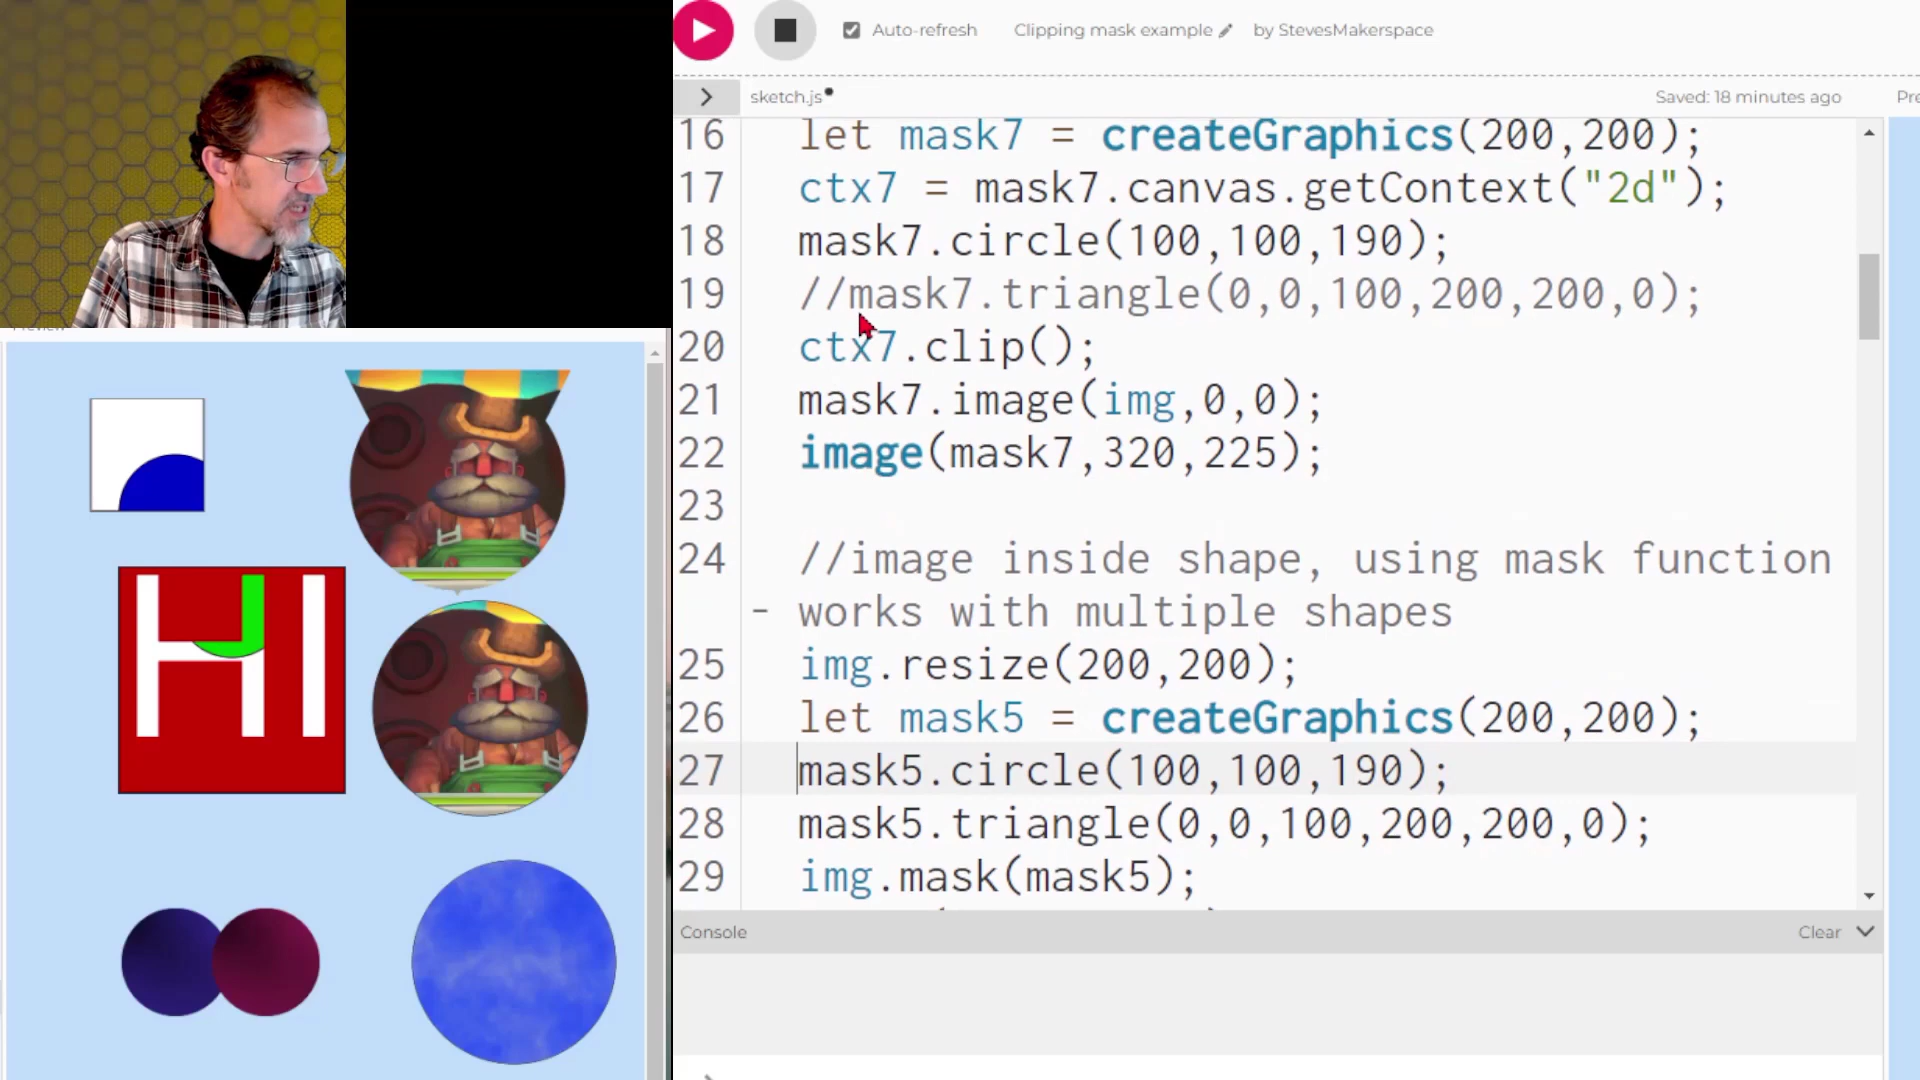 Auto-refresh Clipping mask example by StevesMakerspace
sketch.js Saved: 18 minutes ago Pre
16 let mask7 = createGraphics(200,200);
17 ctx7 = mask7.canvas.getContext("2d");
18 mask7.circle(100,100,190);
19 //mask7.triangle(0,0,100,200,200,0);
20 ctx7.clip();
21 mask7.image(img,0,0);
22 image(mask7,320,225);
23
24 //image inside shape, using mask function
- works with multiple shapes
25 img.resize(200,200);
26 let mask5 = createGraphics(200,200);
27 mask5.circle(100,100,190);
28 mask5.triangle(0,0,100,200,200,0);
29 img.mask(mask5);
Console Clear
HI